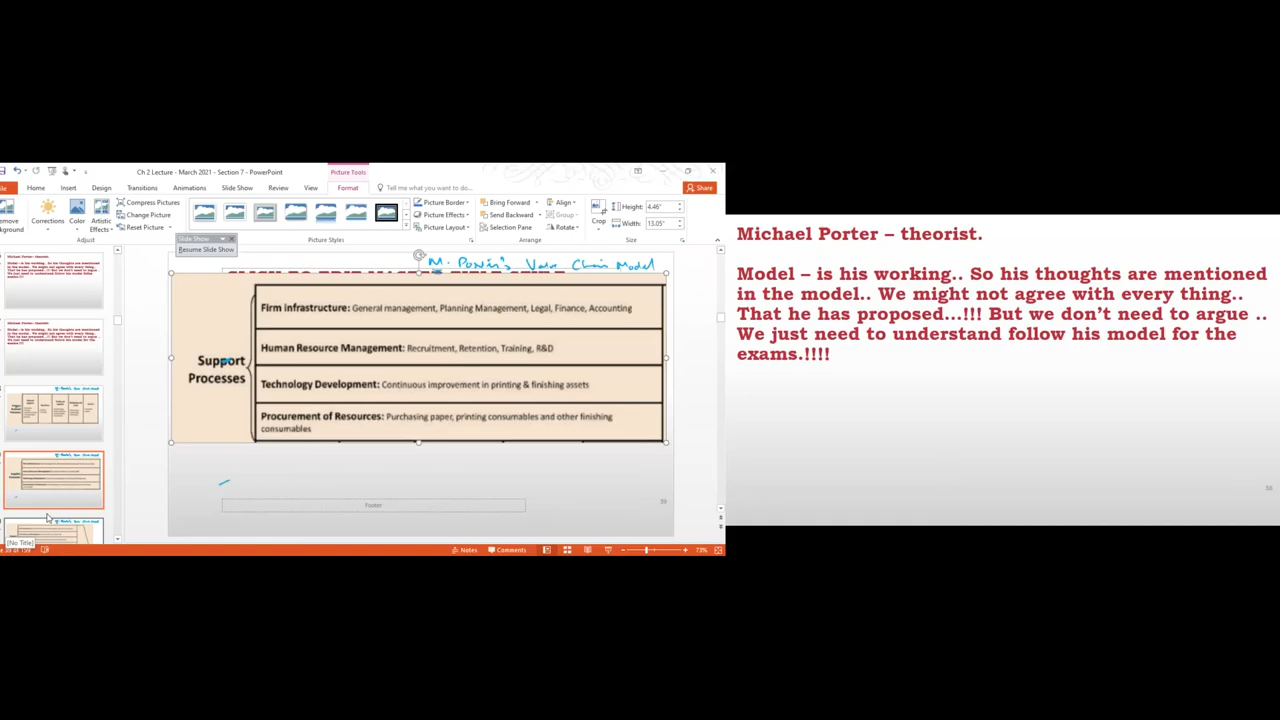 Ch 2 Lecture - March 2021 - Section 7 - PowerPoint
Picture Tools
Home Insert Design Transitions Animations Slide Show Review View Format Tell me what you want to do... Share
Corrections
Color
Artistic
Effects
Compress Pictures
Change Picture
Reset Picture
Adjust
Picture Styles
Picture Border
Picture Effects
Picture Layout
Bring Forward
Send Backward
Selection Pane
Align
Group
Rotate
Arrange
Crop
Height: 4.46"
Width: 13.05"
Size
Slide Show
Resume Slide Show
M. Porter's Value Chain Model
Support
Processes
Firm infrastructure: General management, Planning Management, Legal, Finance, Accounting
Human Resource Management: Recruitment, Retention, Training, R&D
Technology Development: Continuous improvement in printing & finishing assets
Procurement of Resources: Purchasing paper, printing consumables and other finishing
consumables
Footer
39
[No Title]
Notes Comments 73%
Michael Porter – theorist.
Model – is his working.. So his thoughts are mentioned
in the model.. We might not agree with every thing..
That he has proposed...!!! But we don't need to argue ..
We just need to understand follow his model for the
exams.!!!!